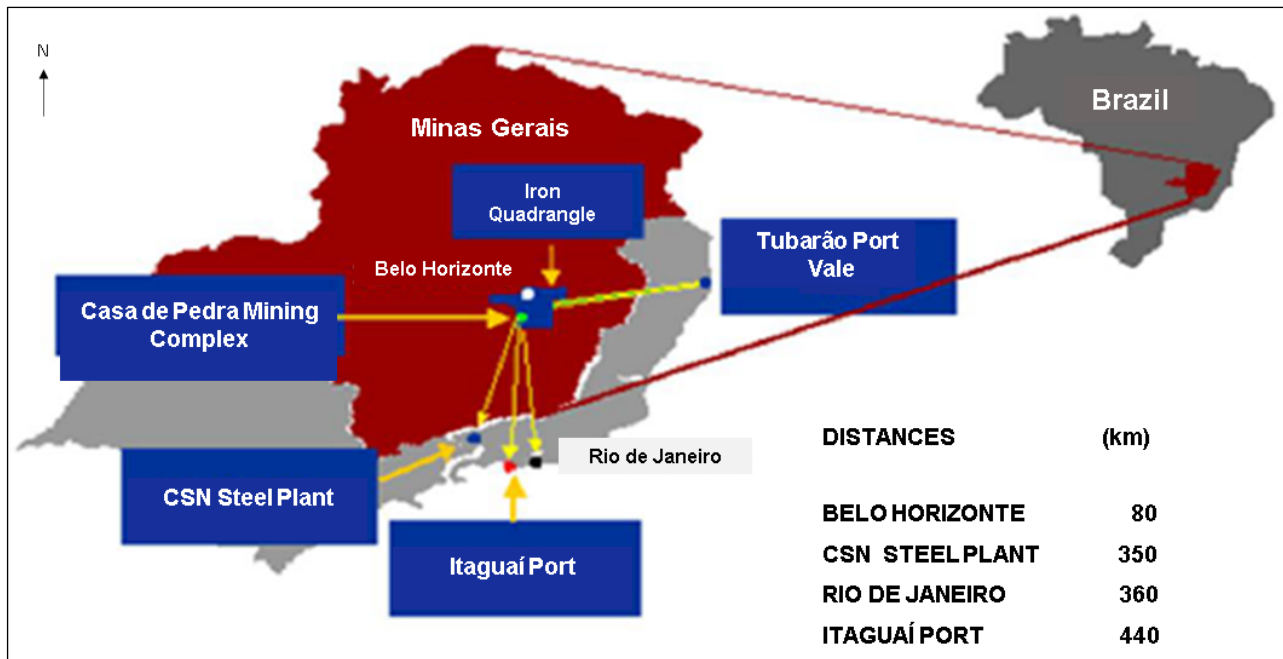 N
Minas Gerais
Brazil
Iron
Quadrangle
Tubarão Port
Vale
Belo Horizonte
Casa de Pedra Mining
Complex
CSN Steel Plant
Rio de Janeiro
Itaguaí Port
DISTANCES (km)
BELO HORIZONTE 80
CSN STEEL PLANT 350
RIO DE JANEIRO 360
ITAGUAÍ PORT 440